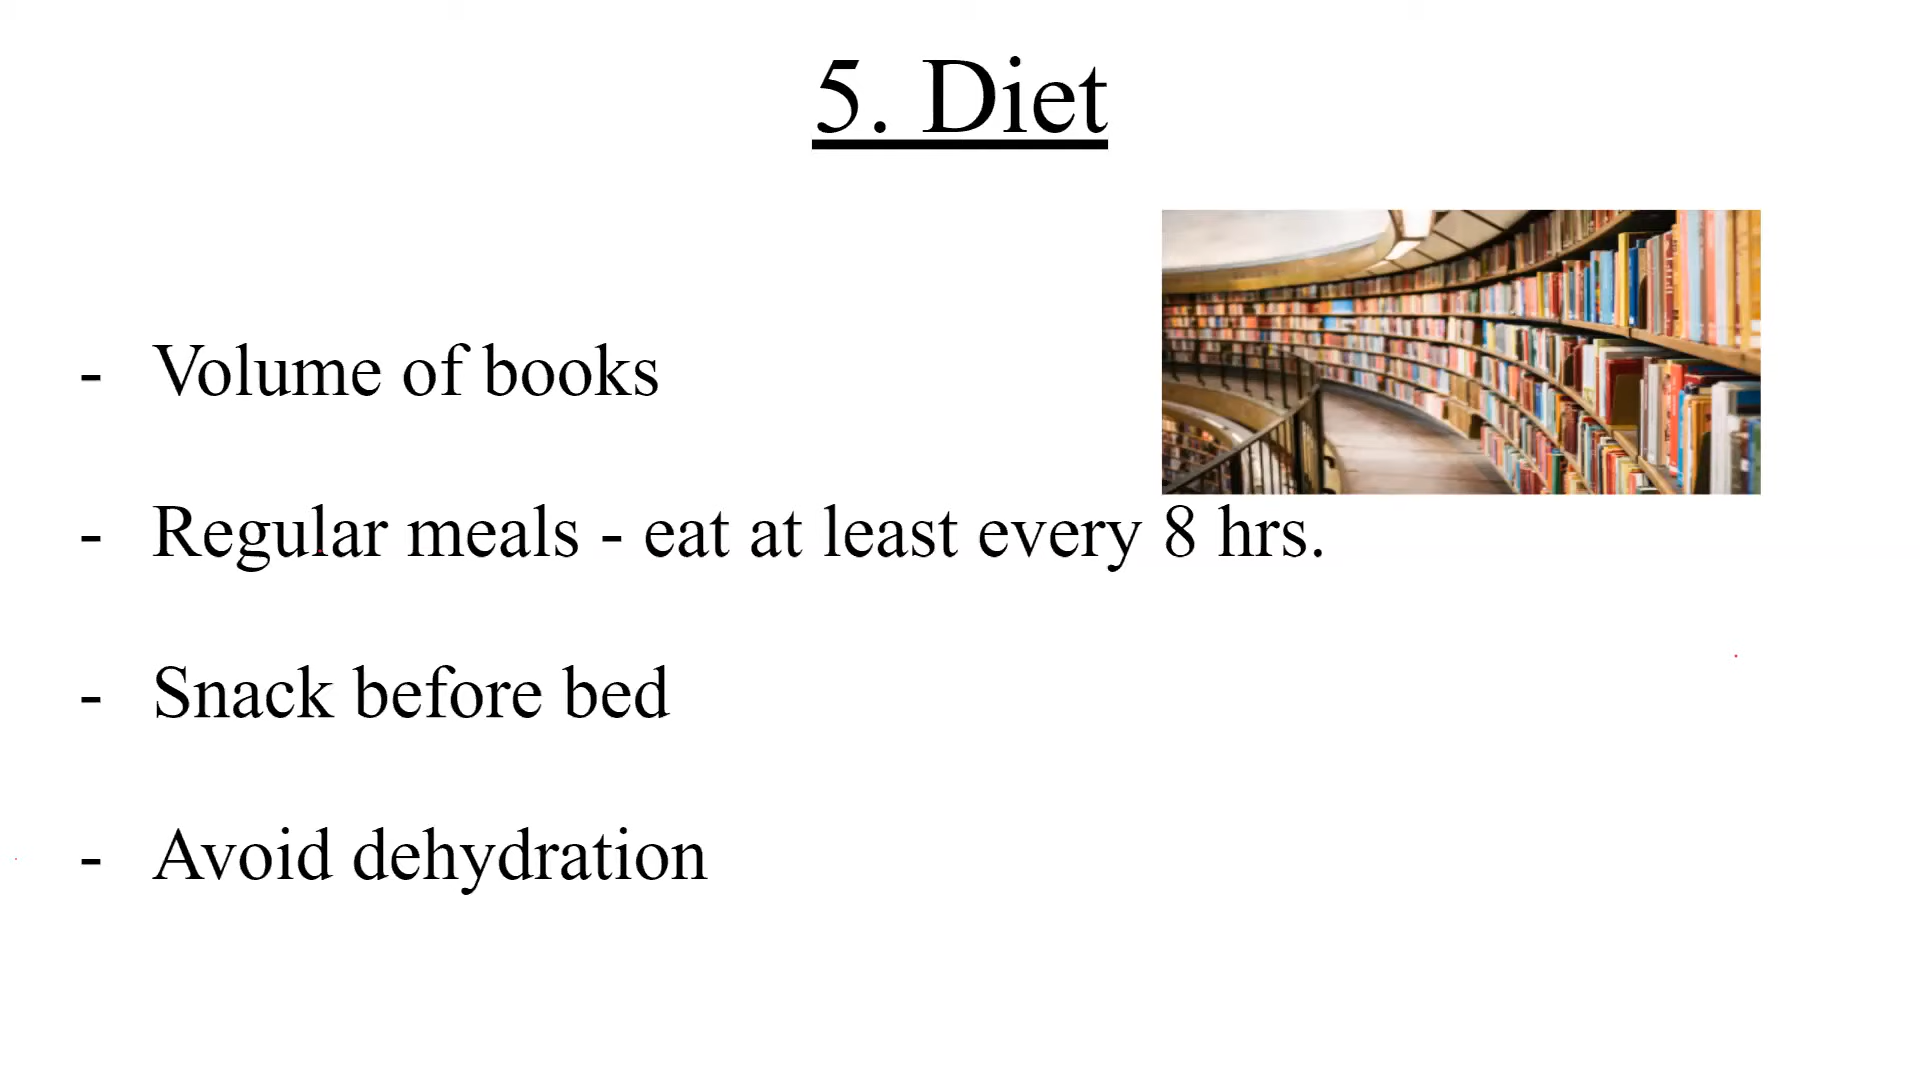 5. Diet
- Volume of books
- Regular meals - eat at least every 8 hrs.
- Snack before bed
- Avoid dehydration